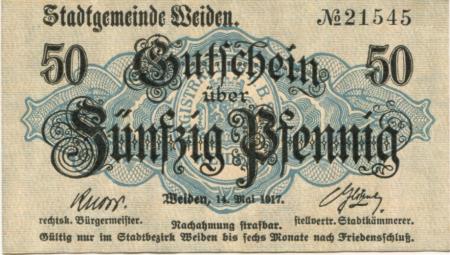 Stadtgemeinde Weiden. № 21545
50 Gutschein 50
über
Fünfzig Pfennig
Weiden, 14. Mai 1917.
rechtsk. Bürgermeister. stellvertr. Stadtkämmerer.
Nachahmung strafbar.
Gültig nur im Stadtbezirk Weiden bis sechs Monate nach Friedensschluß.